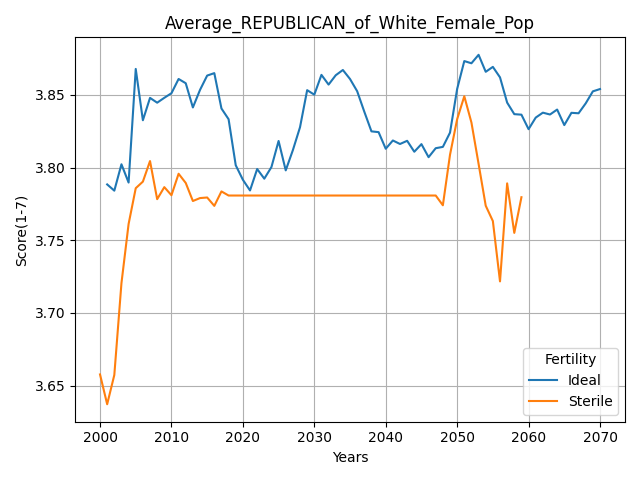 Average_REPUBLICAN_of_White_Female_Pop
Score(1-7)
3.85
3.80
3.75
3.70
3.65
2000 2010 2020 2030 2040 2050 2060 2070
Years
Fertility
Ideal
Sterile